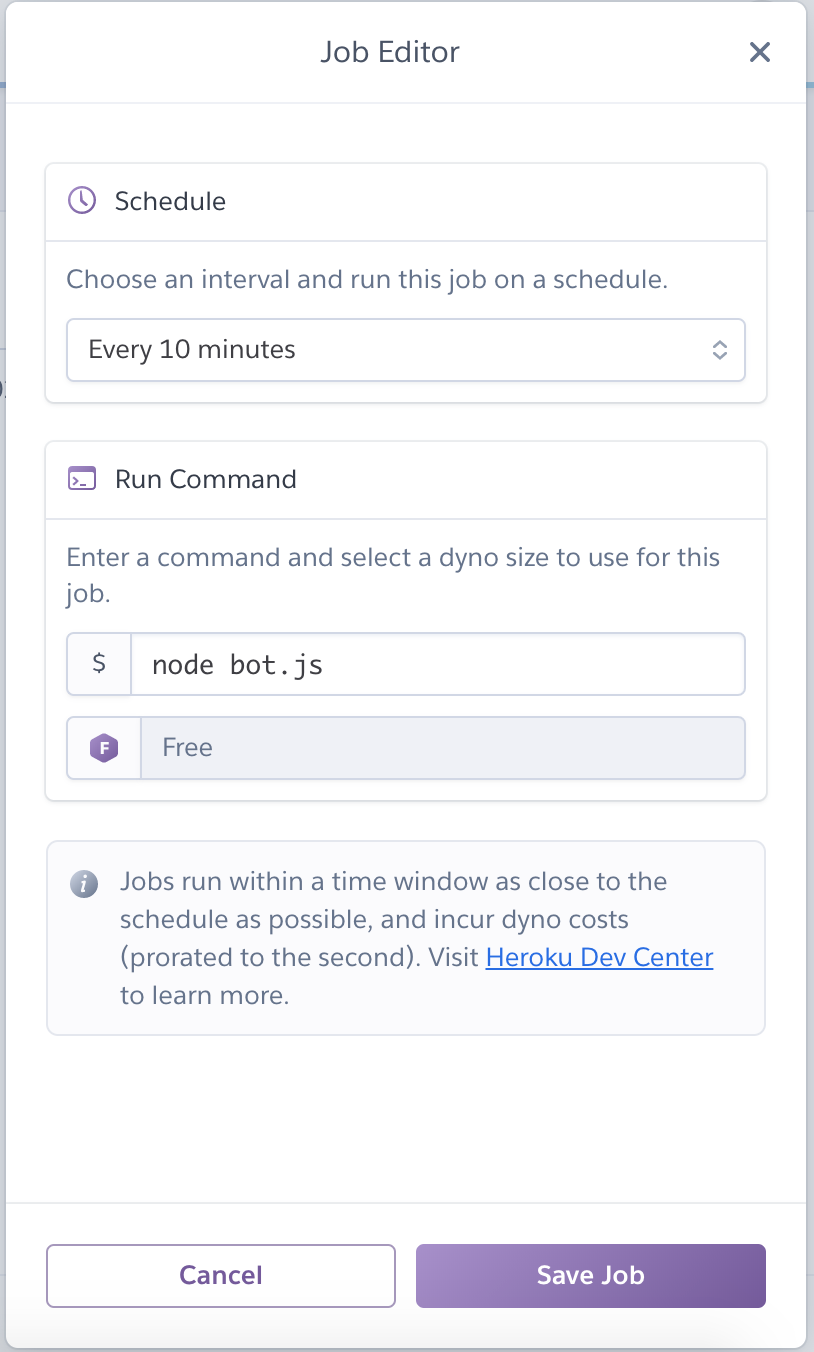 Job Editor
Schedule
Choose an interval and run this job on a schedule.
Every 10 minutes
Run Command
Enter a command and select a dyno size to use for this
job.
$ node bot.js
F Free
Jobs run within a time window as close to the
schedule as possible, and incur dyno costs
(prorated to the second). Visit Heroku Dev Center
to learn more.
Cancel Save Job